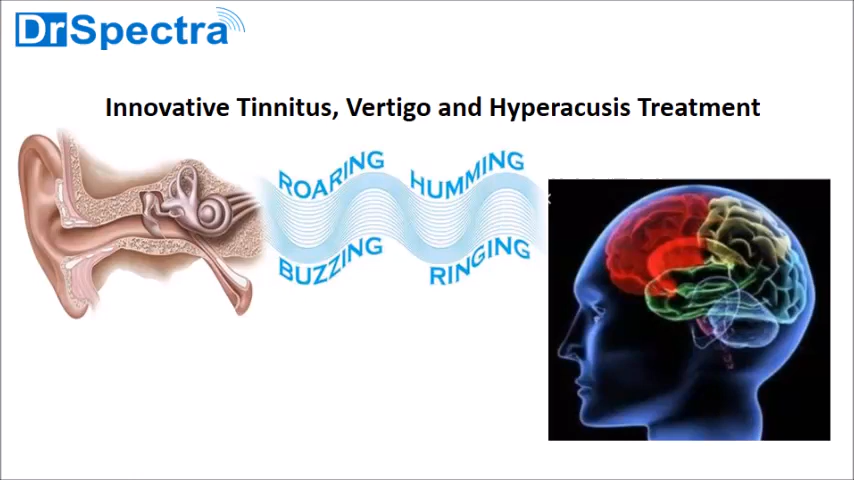 DrSpectra
Innovative Tinnitus, Vertigo and Hyperacusis Treatment
ROARING
HUMMING
BUZZING
RINGING